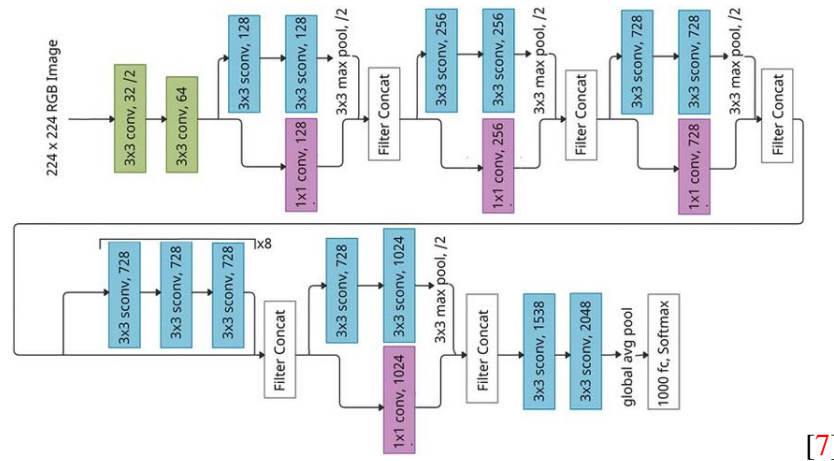 224 x 224 RGB Image
3x3 conv, 32 /2
3x3 conv, 64
3x3 sconv, 128
3x3 sconv, 128
3x3 max pool, /2
1x1 conv, 128
Filter Concat
3x3 sconv, 256
3x3 sconv, 256
3x3 max pool, /2
1x1 conv, 256
Filter Concat
3x3 sconv, 728
3x3 sconv, 728
3x3 max pool, /2
1x1 conv, 728
Filter Concat
3x3 sconv, 728
3x3 sconv, 728
3x3 sconv, 728
x8
Filter Concat
3x3 sconv, 728
3x3 sconv, 1024
3x3 max pool, /2
1x1 conv, 1024
Filter Concat
3x3 sconv, 1538
3x3 sconv, 2048
global avg pool
1000 fc, Softmax
[7]